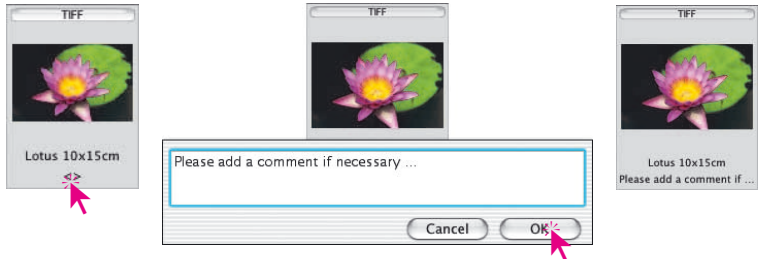 TIFF
Lotus 10x15cm
<>
TIFF
Please add a comment if necessary ...
Cancel
OK
TIFF
Lotus 10x15cm
Please add a comment if ...